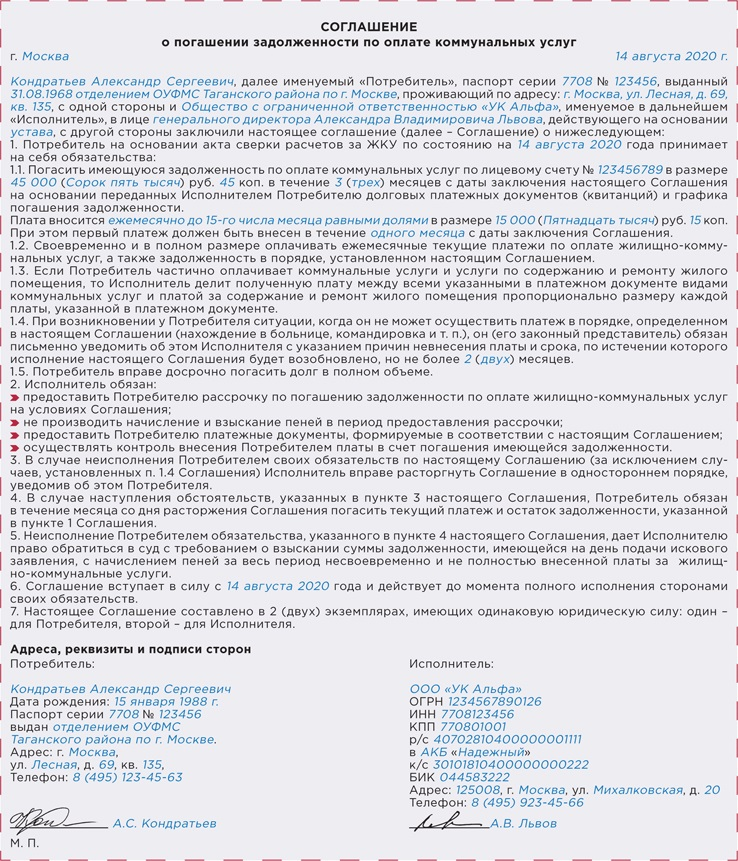 СОГЛАШЕНИЕ
о погашении задолженности по оплате коммунальных услуг
г. Москва 14 августа 2020 г.
Кондратьев Александр Сергеевич, далее именуемый «Потребитель», паспорт серии 7708 № 123456, выданный
31.08.1968 отделением ОУФМС Таганского района по г. Москве, проживающий по адресу: г. Москва, ул. Лесная, д. 69,
кв. 135, с одной стороны и Общество с ограниченной ответственностью «УК Альфа», именуемое в дальнейшем
«Исполнитель», в лице генерального директора Александра Владимировича Львова, действующего на основании
устава, с другой стороны заключили настоящее соглашение (далее – Соглашение) о нижеследующем:
1. Потребитель на основании акта сверки расчетов за ЖКУ по состоянию на 14 августа 2020 года принимает
на себя обязательства:
1.1. Погасить имеющуюся задолженность по оплате коммунальных услуг по лицевому счету № 123456789 в размере
45 000 (Сорок пять тысяч) руб. 45 коп. в течение 3 (трех) месяцев с даты заключения настоящего Соглашения
на основании переданных Исполнителем Потребителю долговых платежных документов (квитанций) и графика
погашения задолженности.
Плата вносится ежемесячно до 15-го числа месяца равными долями в размере 15 000 (Пятнадцать тысяч) руб. 15 коп.
При этом первый платеж должен быть внесен в течение одного месяца с даты заключения Соглашения.
1.2. Своевременно и в полном размере оплачивать ежемесячные текущие платежи по оплате жилищно-комму-
нальных услуг, а также задолженность в порядке, установленном настоящим Соглашением.
1.3. Если Потребитель частично оплачивает коммунальные услуги и услуги по содержанию и ремонту жилого
помещения, то Исполнитель делит полученную плату между всеми указанными в платежном документе видами
коммунальных услуг и платой за содержание и ремонт жилого помещения пропорционально размеру каждой
платы, указанной в платежном документе.
1.4. При возникновении у Потребителя ситуации, когда он не может осуществить платеж в порядке, определенном
в настоящем Соглашении (нахождение в больнице, командировка и т. п.), он (его законный представитель) обязан
письменно уведомить об этом Исполнителя с указанием причин невнесения платы и срока, по истечении которого
исполнение настоящего Соглашения будет возобновлено, но не более 2 (двух) месяцев.
1.5. Потребитель вправе досрочно погасить долг в полном объеме.
2. Исполнитель обязан:
предоставить Потребителю рассрочку по погашению задолженности по оплате жилищно-коммунальных услуг
на условиях Соглашения;
не производить начисление и взыскание пеней в период предоставления рассрочки;
предоставить Потребителю платежные документы, формируемые в соответствии с настоящим Соглашением;
осуществлять контроль внесения Потребителем платы в счет погашения имеющейся задолженности.
3. В случае неисполнения Потребителем своих обязательств по настоящему Соглашению (за исключением слу-
чаев, установленных п. 1.4 Соглашения) Исполнитель вправе расторгнуть Соглашение в одностороннем порядке,
уведомив об этом Потребителя.
4. В случае наступления обстоятельств, указанных в пункте 3 настоящего Соглашения, Потребитель обязан
в течение месяца со дня расторжения Соглашения погасить текущий платеж и остаток задолженности, указанной
в пункте 1 Соглашения.
5. Неисполнение Потребителем обязательства, указанного в пункте 4 настоящего Соглашения, дает Исполнителю
право обратиться в суд с требованием о взыскании суммы задолженности, имеющейся на день подачи искового
заявления, с начислением пеней за весь период несвоевременно и не полностью внесенной платы за жилищ-
но-коммунальные услуги.
6. Соглашение вступает в силу с 14 августа 2020 года и действует до момента полного исполнения сторонами
своих обязательств.
7. Настоящее Соглашение составлено в 2 (двух) экземплярах, имеющих одинаковую юридическую силу: один –
для Потребителя, второй – для Исполнителя.
Адреса, реквизиты и подписи сторон
Потребитель:
Кондратьев Александр Сергеевич
Дата рождения: 15 января 1988 г.
Паспорт серии 7708 № 123456
выдан отделением ОУФМС
Таганского района по г. Москве.
Адрес: г. Москва,
ул. Лесная, д. 69, кв. 135,
Телефон: 8 (495) 123-45-63
А.С. Кондратьев
М. П.
Исполнитель:
ООО «УК Альфа»
ОГРН 1234567890126
ИНН 7708123456
КПП 770801001
р/с 40702810400000001111
в АКБ «Надежный»
к/с 30101810400000000222
БИК 044583222
Адрес: 125008, г. Москва, ул. Михалковская, д. 20
Телефон: 8 (495) 923-45-66
А.В. Львов